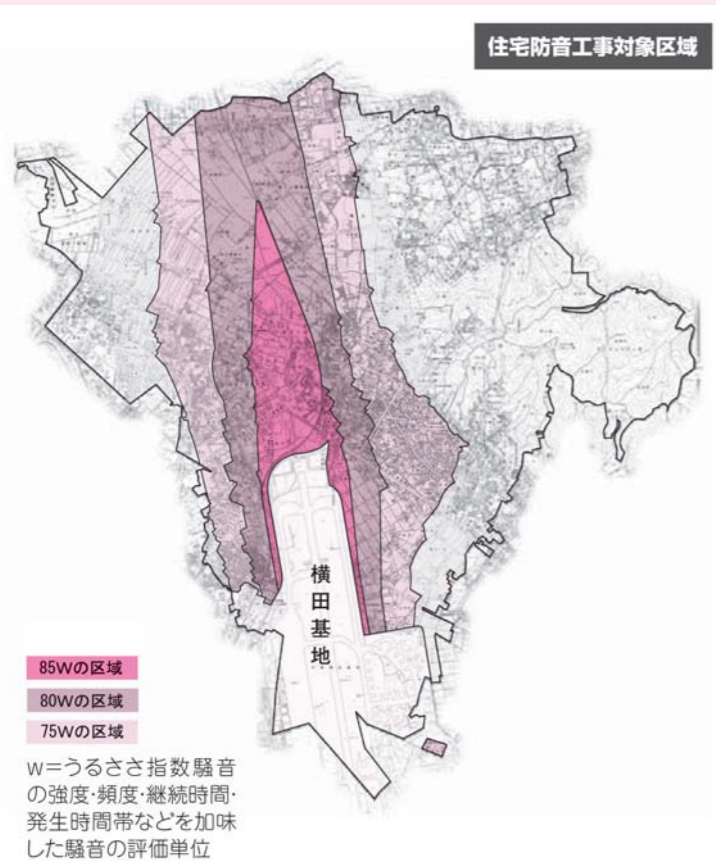 住宅防音工事対象区域
横田基地
85Wの区域
80Wの区域
75Wの区域
W=うるささ指数騒音
の強度・頻度・継続時間・
発生時間帯などを加味
した騒音の評価単位